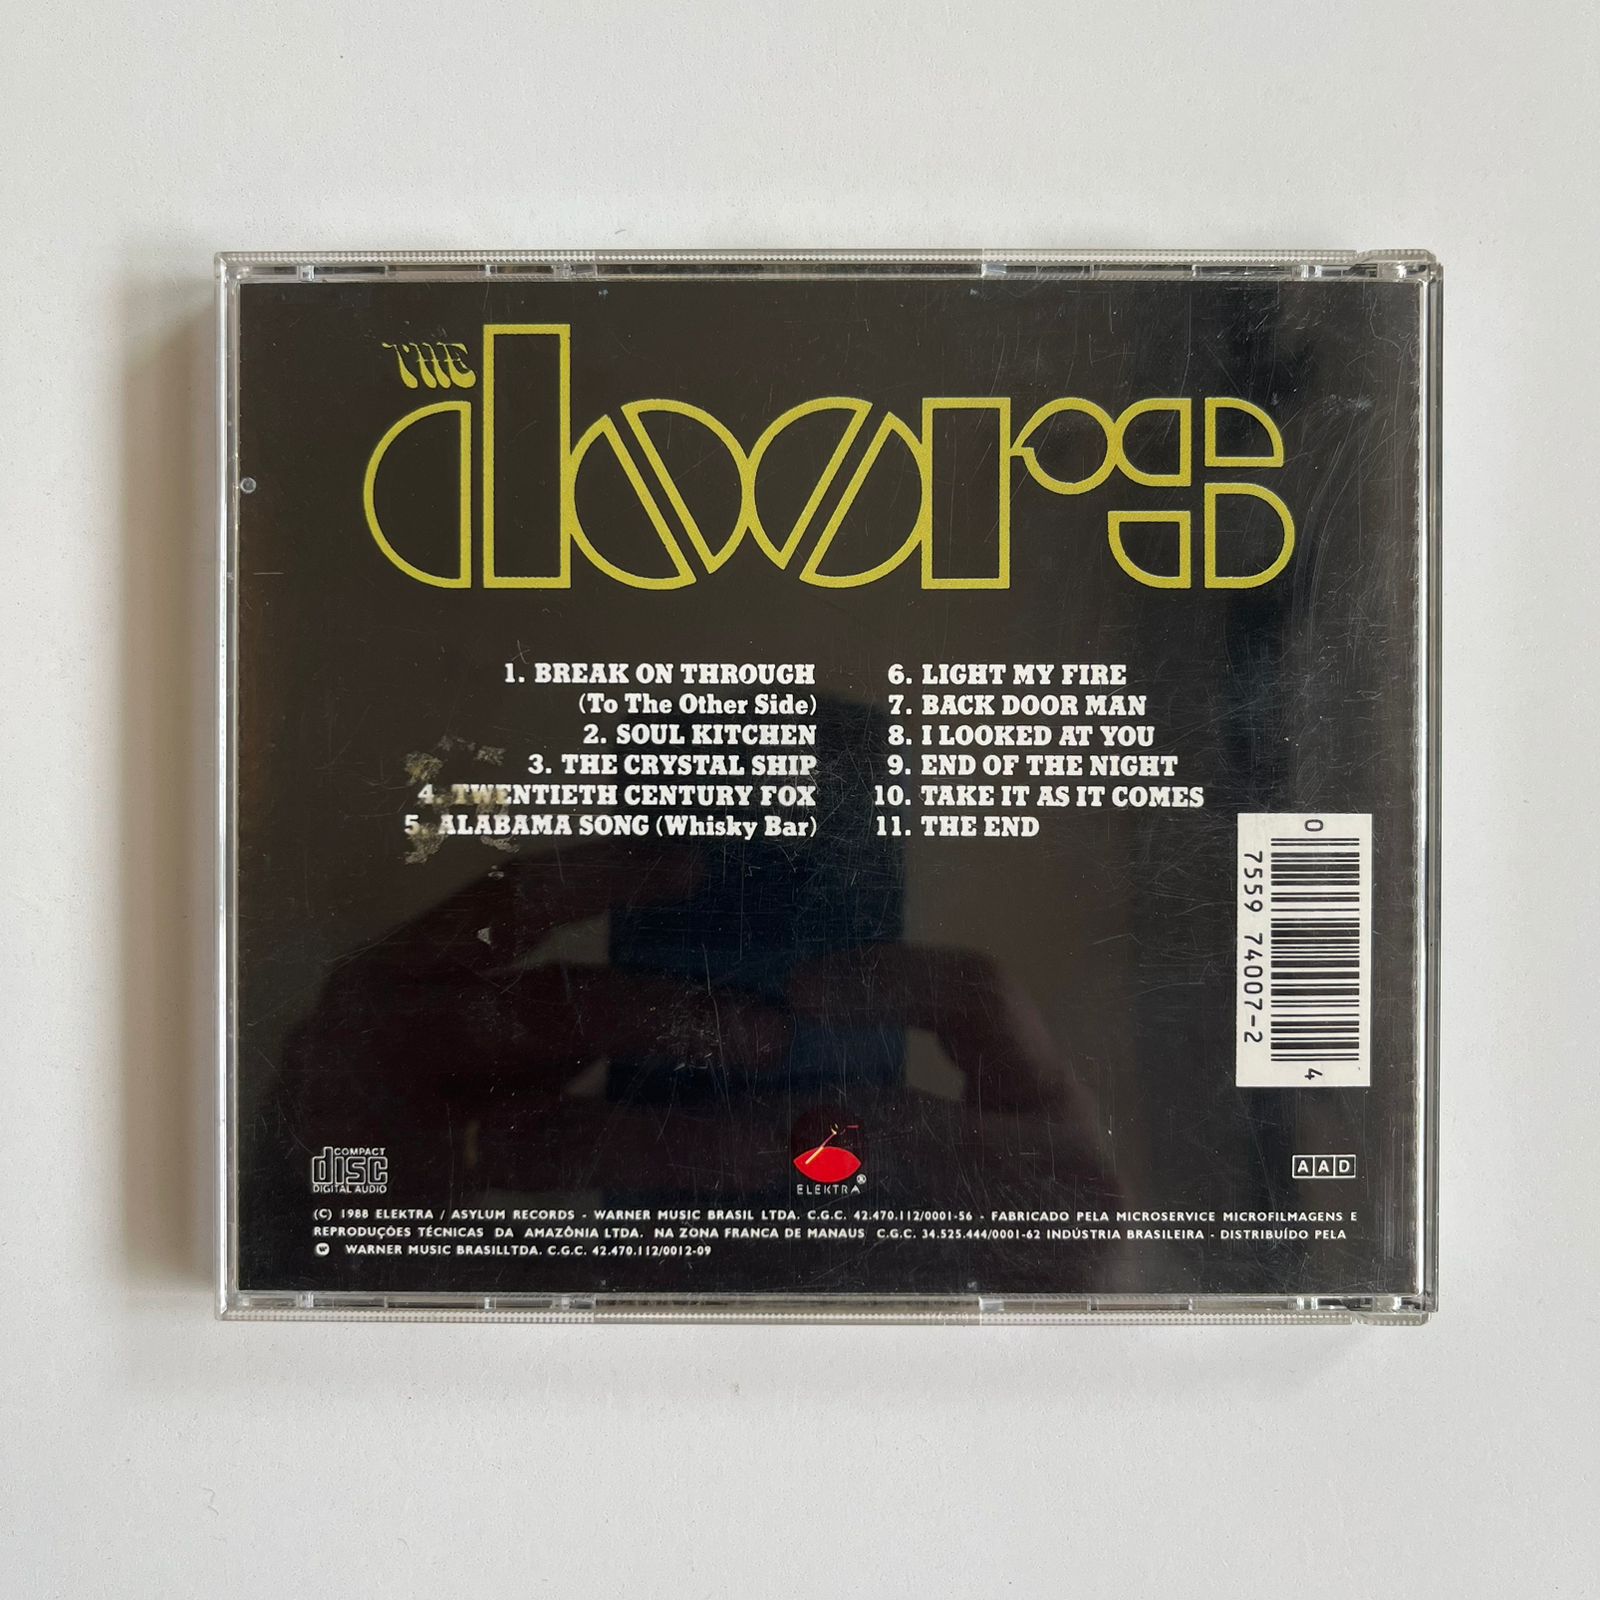 THE
doors
1. BREAK ON THROUGH
(To The Other Side)
2. SOUL KITCHEN
3. THE CRYSTAL SHIP
4. TWENTIETH CENTURY FOX
5. ALABAMA SONG (Whisky Bar)
6. LIGHT MY FIRE
7. BACK DOOR MAN
8. I LOOKED AT YOU
9. END OF THE NIGHT
10. TAKE IT AS IT COMES
11. THE END
0 7559 74007-2 4
COMPACT
disc
DIGITAL AUDIO
ELEKTRA®
AAD
(C) 1988 ELEKTRA / ASYLUM RECORDS - WARNER MUSIC BRASIL LTDA. C.G.C. 42.470.112/0001-56 - FABRICADO PELA MICROSERVICE MICROFILMAGENS E
REPRODUÇÕES TÉCNICAS DA AMAZÔNIA LTDA. NA ZONA FRANCA DE MANAUS C.G.C. 34.525.444/0001-62 INDÚSTRIA BRASILEIRA - DISTRIBUÍDO PELA
WARNER MUSIC BRASILLTDA. C.G.C. 42.470.112/0012-09